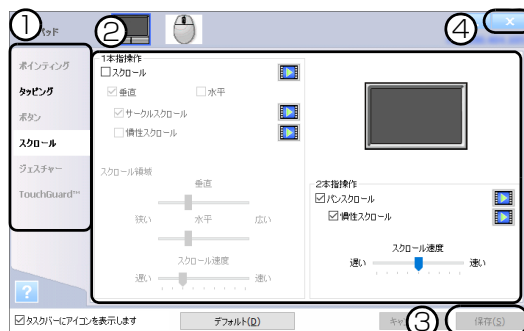 ①
②
④
パッド
×
ポインティング
タッピング
ボタン
スクロール
ジェスチャー
TouchGuard™
?
1本指操作
スクロール
垂直
水平
サークルスクロール
慣性スクロール
スクロール領域
垂直
狭い
水平
広い
スクロール速度
遅い
速い
2本指操作
パンスクロール
慣性スクロール
スクロール速度
遅い
速い
タスクバーにアイコンを表示します
デフォルト(D)
③
保存(S)